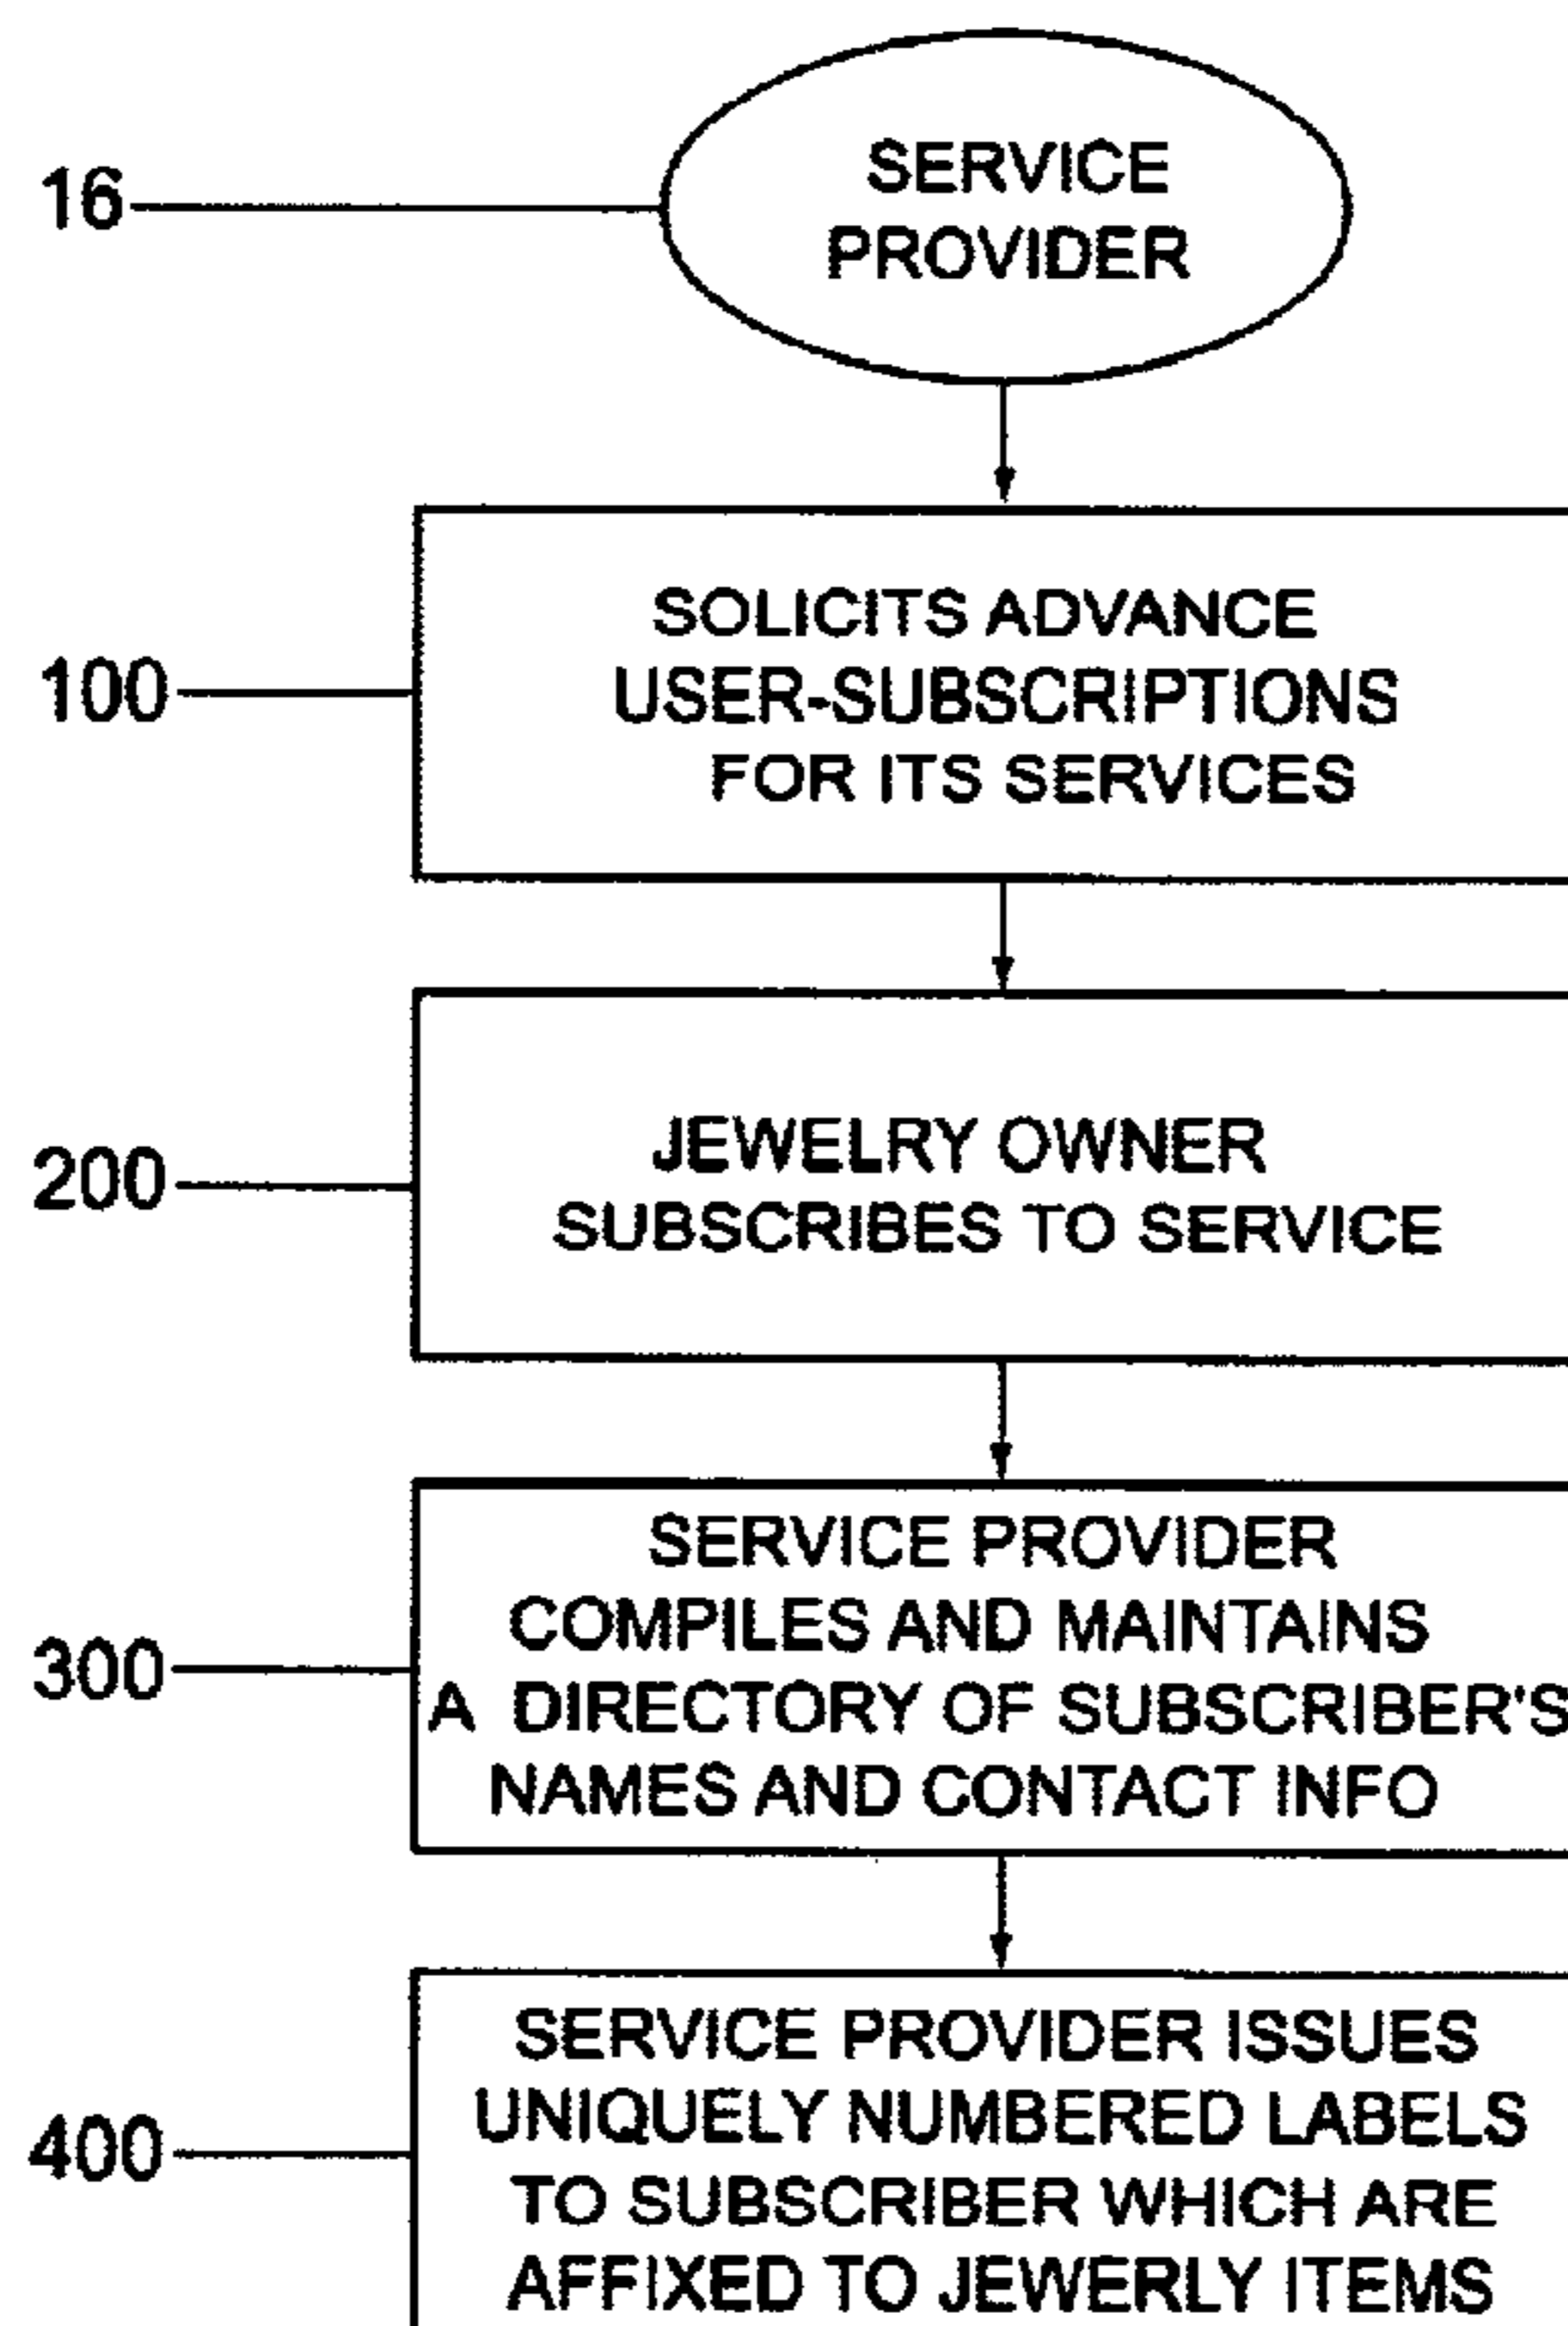 16
SERVICE
PROVIDER
100
SOLICITS ADVANCE
USER-SUBSCRIPTIONS
FOR ITS SERVICES
200
JEWELRY OWNER
SUBSCRIBES TO SERVICE
300
SERVICE PROVIDER
COMPILES AND MAINTAINS
A DIRECTORY OF SUBSCRIBER'S
NAMES AND CONTACT INFO
400
SERVICE PROVIDER ISSUES
UNIQUELY NUMBERED LABELS
TO SUBSCRIBER WHICH ARE
AFFIXED TO JEWERLY ITEMS